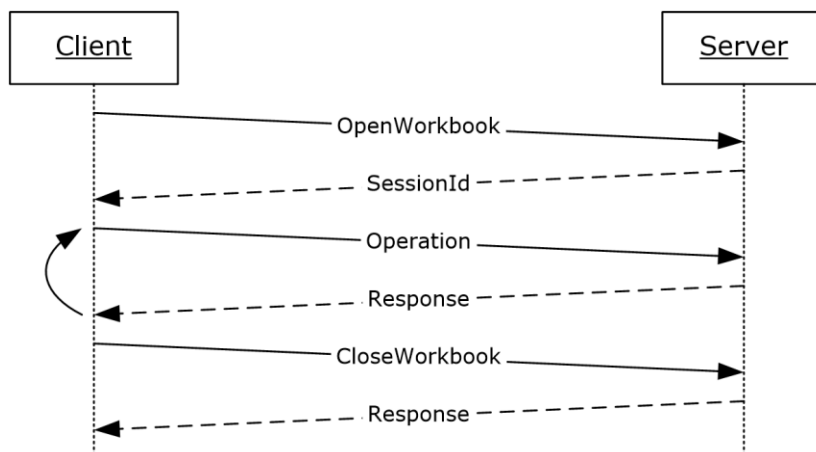 Client
Server
OpenWorkbook
SessionId
Operation
Response
CloseWorkbook
Response